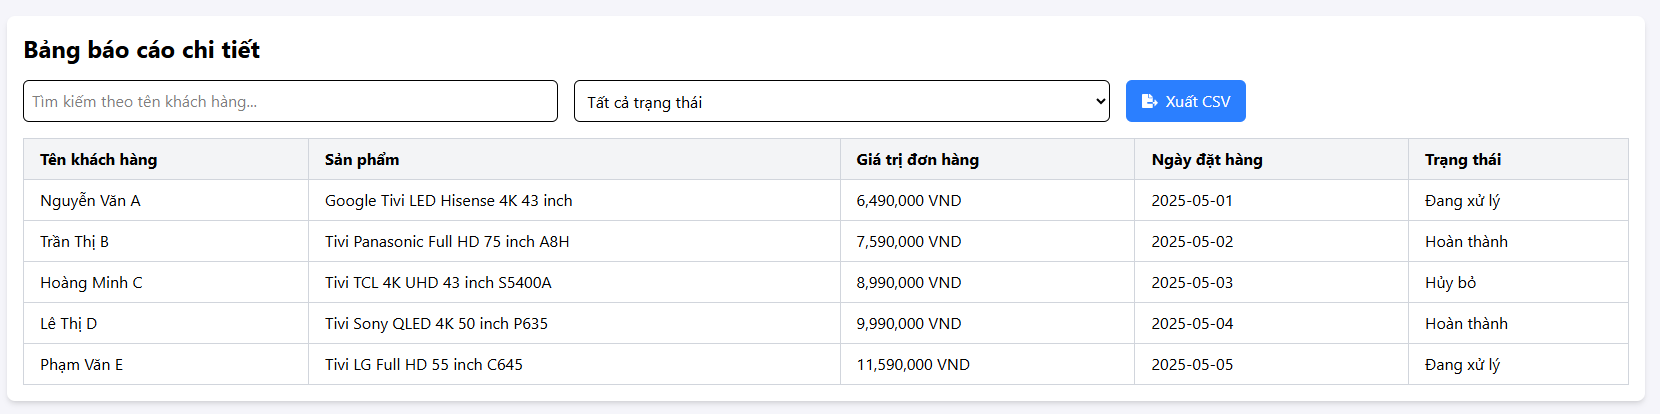 Bảng báo cáo chi tiết
Tìm kiếm theo tên khách hàng...
Tất cả trạng thái
Xuất CSV
Tên khách hàng Sản phẩm Giá trị đơn hàng Ngày đặt hàng Trạng thái
Nguyễn Văn A Google Tivi LED Hisense 4K 43 inch 6,490,000 VND 2025-05-01 Đang xử lý
Trần Thị B Tivi Panasonic Full HD 75 inch A8H 7,590,000 VND 2025-05-02 Hoàn thành
Hoàng Minh C Tivi TCL 4K UHD 43 inch S5400A 8,990,000 VND 2025-05-03 Hủy bỏ
Lê Thị D Tivi Sony QLED 4K 50 inch P635 9,990,000 VND 2025-05-04 Hoàn thành
Phạm Văn E Tivi LG Full HD 55 inch C645 11,590,000 VND 2025-05-05 Đang xử lý